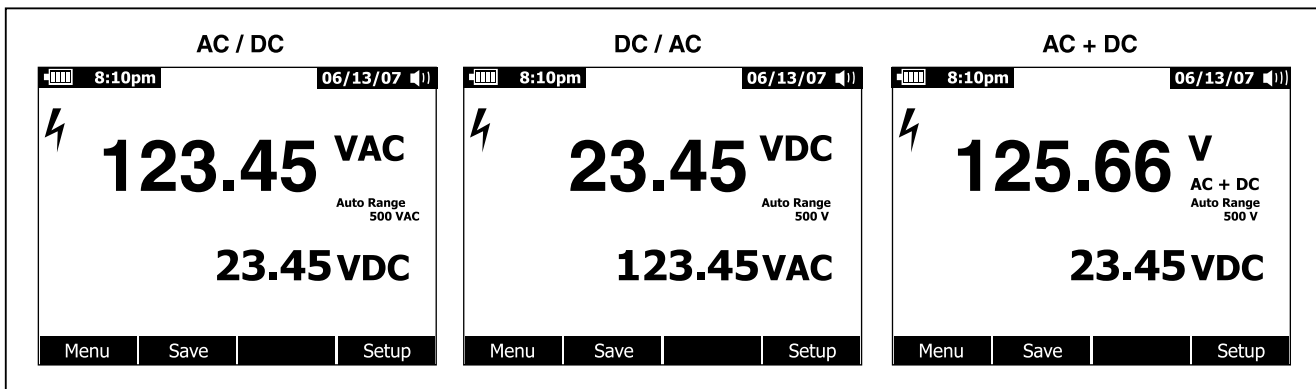 AC / DC
8:10pm 06/13/07
123.45 VAC
Auto Range
500 VAC
23.45 VDC
Menu Save Setup
DC / AC
8:10pm 06/13/07
23.45 VDC
Auto Range
500 V
123.45 VAC
Menu Save Setup
AC + DC
8:10pm 06/13/07
125.66 V
AC + DC
Auto Range
500 V
23.45 VDC
Menu Save Setup